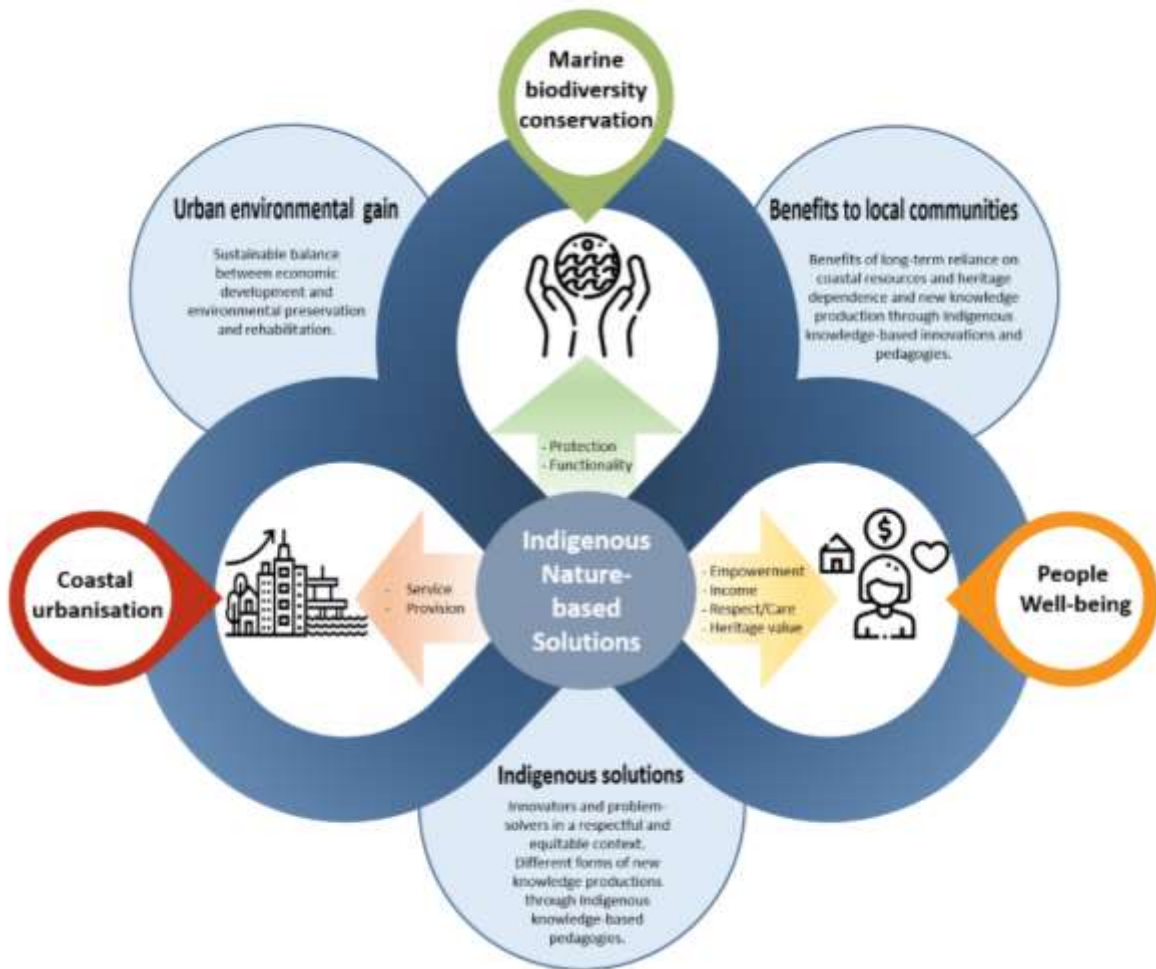 Marine
biodiversity
conservation
Urban environmental gain
Sustainable balance
between economic
development and
environmental preservation
and rehabilitation.
Benefits to local communities
Benefits of long-term reliance on
coastal resources and heritage
dependence and new knowledge
production through Indigenous
knowledge-based innovations and
pedagogies.
- Protection
- Functionality
Coastal
urbanisation
- Service
- Provision
Indigenous
Nature-
based
Solutions
- Empowerment
- Income
- Respect/Care
- Heritage value
$
People
Well-being
Indigenous solutions
Innovators and problem-
solvers in a respectful and
equitable context.
Different forms of new
knowledge productions
through Indigenous
knowledge-based
pedagogies.